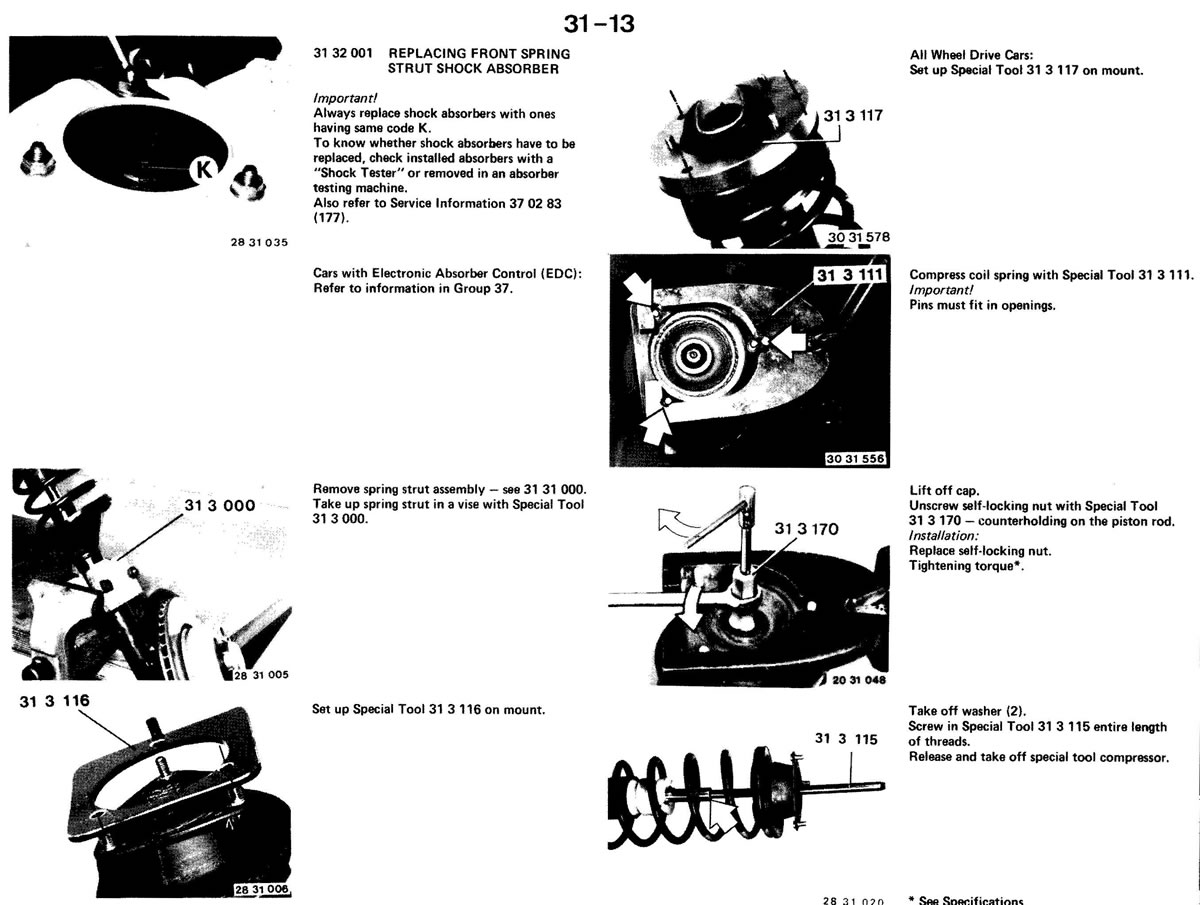 31-13
K
28 31 035
31 32 001 REPLACING FRONT SPRING
STRUT SHOCK ABSORBER
Important!
Always replace shock absorbers with ones
having same code K.
To know whether shock absorbers have to be
replaced, check installed absorbers with a
"Shock Tester" or removed in an absorber
testing machine.
Also refer to Service Information 37 02 83
(177).
Cars with Electronic Absorber Control (EDC):
Refer to information in Group 37.
31 3 000
28 31 005
Remove spring strut assembly – see 31 31 000.
Take up spring strut in a vise with Special Tool
31 3 000.
31 3 116
28 31 006
Set up Special Tool 31 3 116 on mount.
31 3 117
30 31 578
All Wheel Drive Cars:
Set up Special Tool 31 3 117 on mount.
31 3 111
30 31 556
Compress coil spring with Special Tool 31 3 111.
Important!
Pins must fit in openings.
31 3 170
20 31 048
Lift off cap.
Unscrew self-locking nut with Special Tool
31 3 170 – counterholding on the piston rod.
Installation:
Replace self-locking nut.
Tightening torque*.
31 3 115
28 31 020
Take off washer (2).
Screw in Special Tool 31 3 115 entire length
of threads.
Release and take off special tool compressor.
* See Specifications